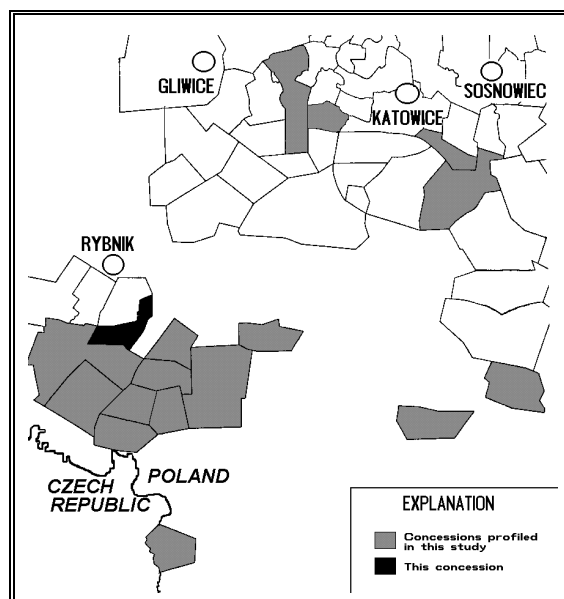 GLIWICE
SOSNOWIEC
KATOWICE
RYBNIK
POLAND
CZECH
REPUBLIC
EXPLANATION
Concessions profiled
in this study
This concession